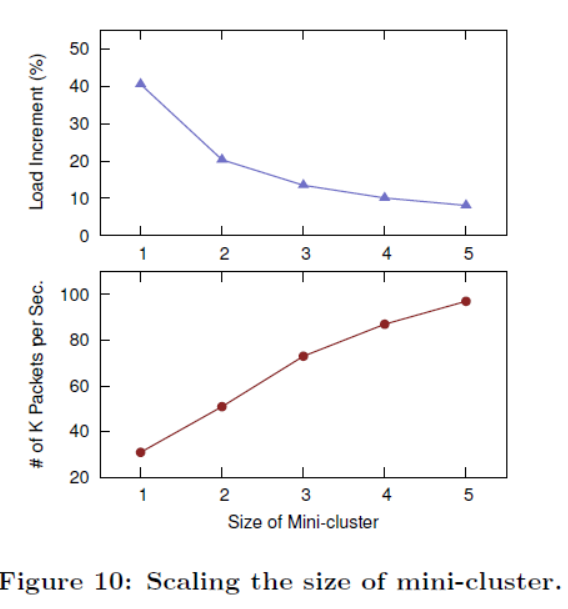 50
40
30
20
10
0
Load Increment (%)
1 2 3 4 5
100
80
60
40
20
# of K Packets per Sec.
1 2 3 4 5
Size of Mini-cluster
Figure 10: Scaling the size of mini-cluster.